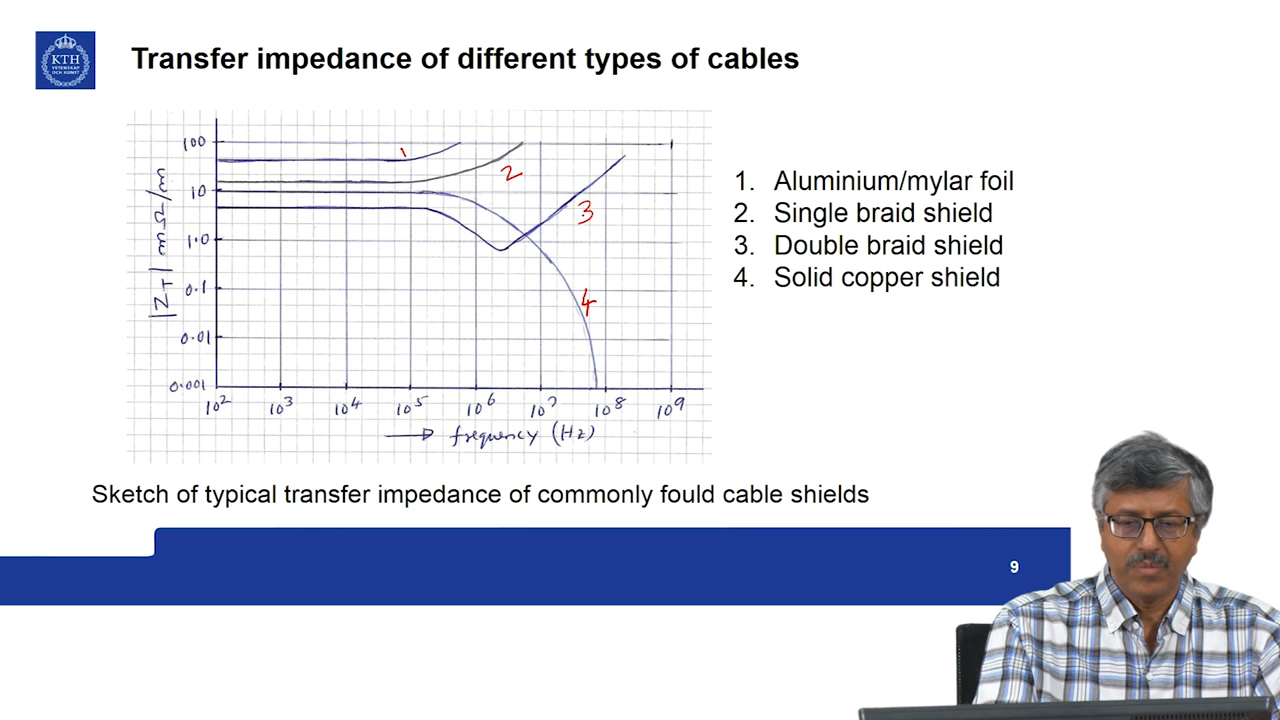 KTH
VETENSKAP
OCH KONST
Transfer impedance of different types of cables
100
10
1.0
0.1
0.01
0.001
|ZT| mΩ/m
1
2
3
4
10² 10³ 10⁴ 10⁵ 10⁶ 10⁷ 10⁸ 10⁹
frequency (Hz)
1. Aluminium/mylar foil
2. Single braid shield
3. Double braid shield
4. Solid copper shield
Sketch of typical transfer impedance of commonly fould cable shields
9